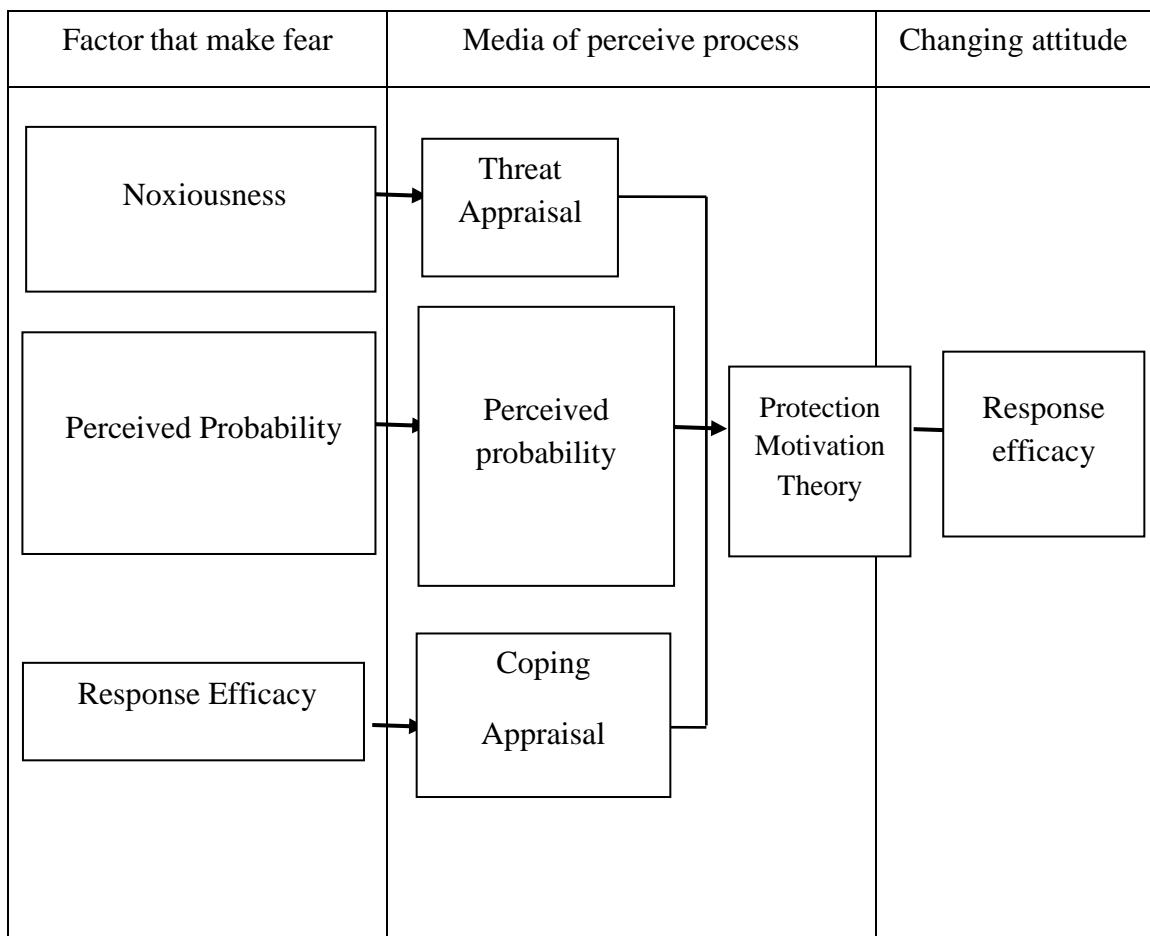 Factor that make fear
Media of perceive process
Changing attitude
Noxiousness
Threat
Appraisal
Perceived Probability
Perceived
probability
Protection
Motivation
Theory
Response
efficacy
Response Efficacy
Coping
Appraisal